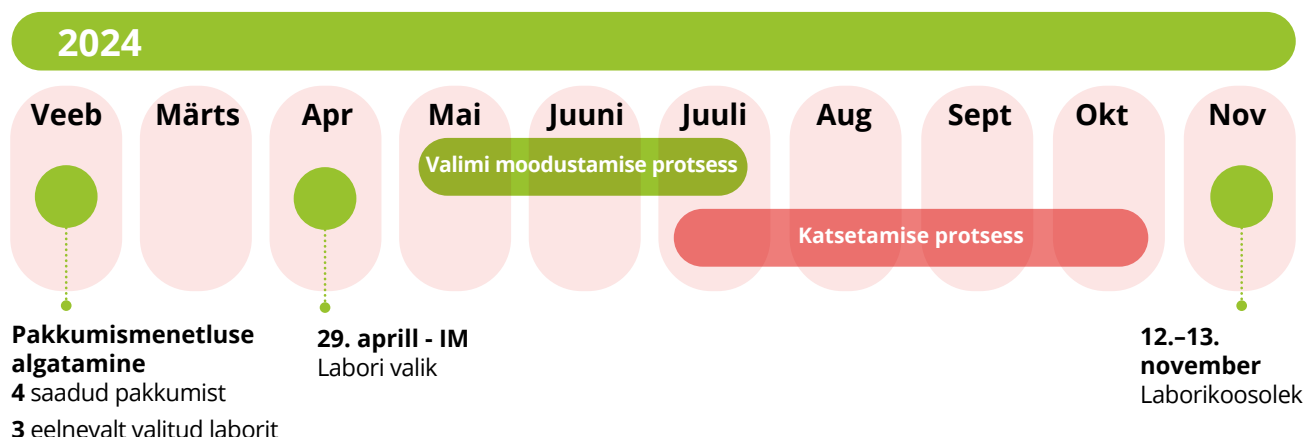 2024
Veeb Märts Apr Mai Juuni Juuli Aug Sept Okt Nov
Valimi moodustamise protsess
Katsetamise protsess
Pakkumismenetluse
algatamine
4 saadud pakkumist
3 eelnevalt valitud laborit
29. aprill - IM
Labori valik
12.–13.
november
Laborikoosolek